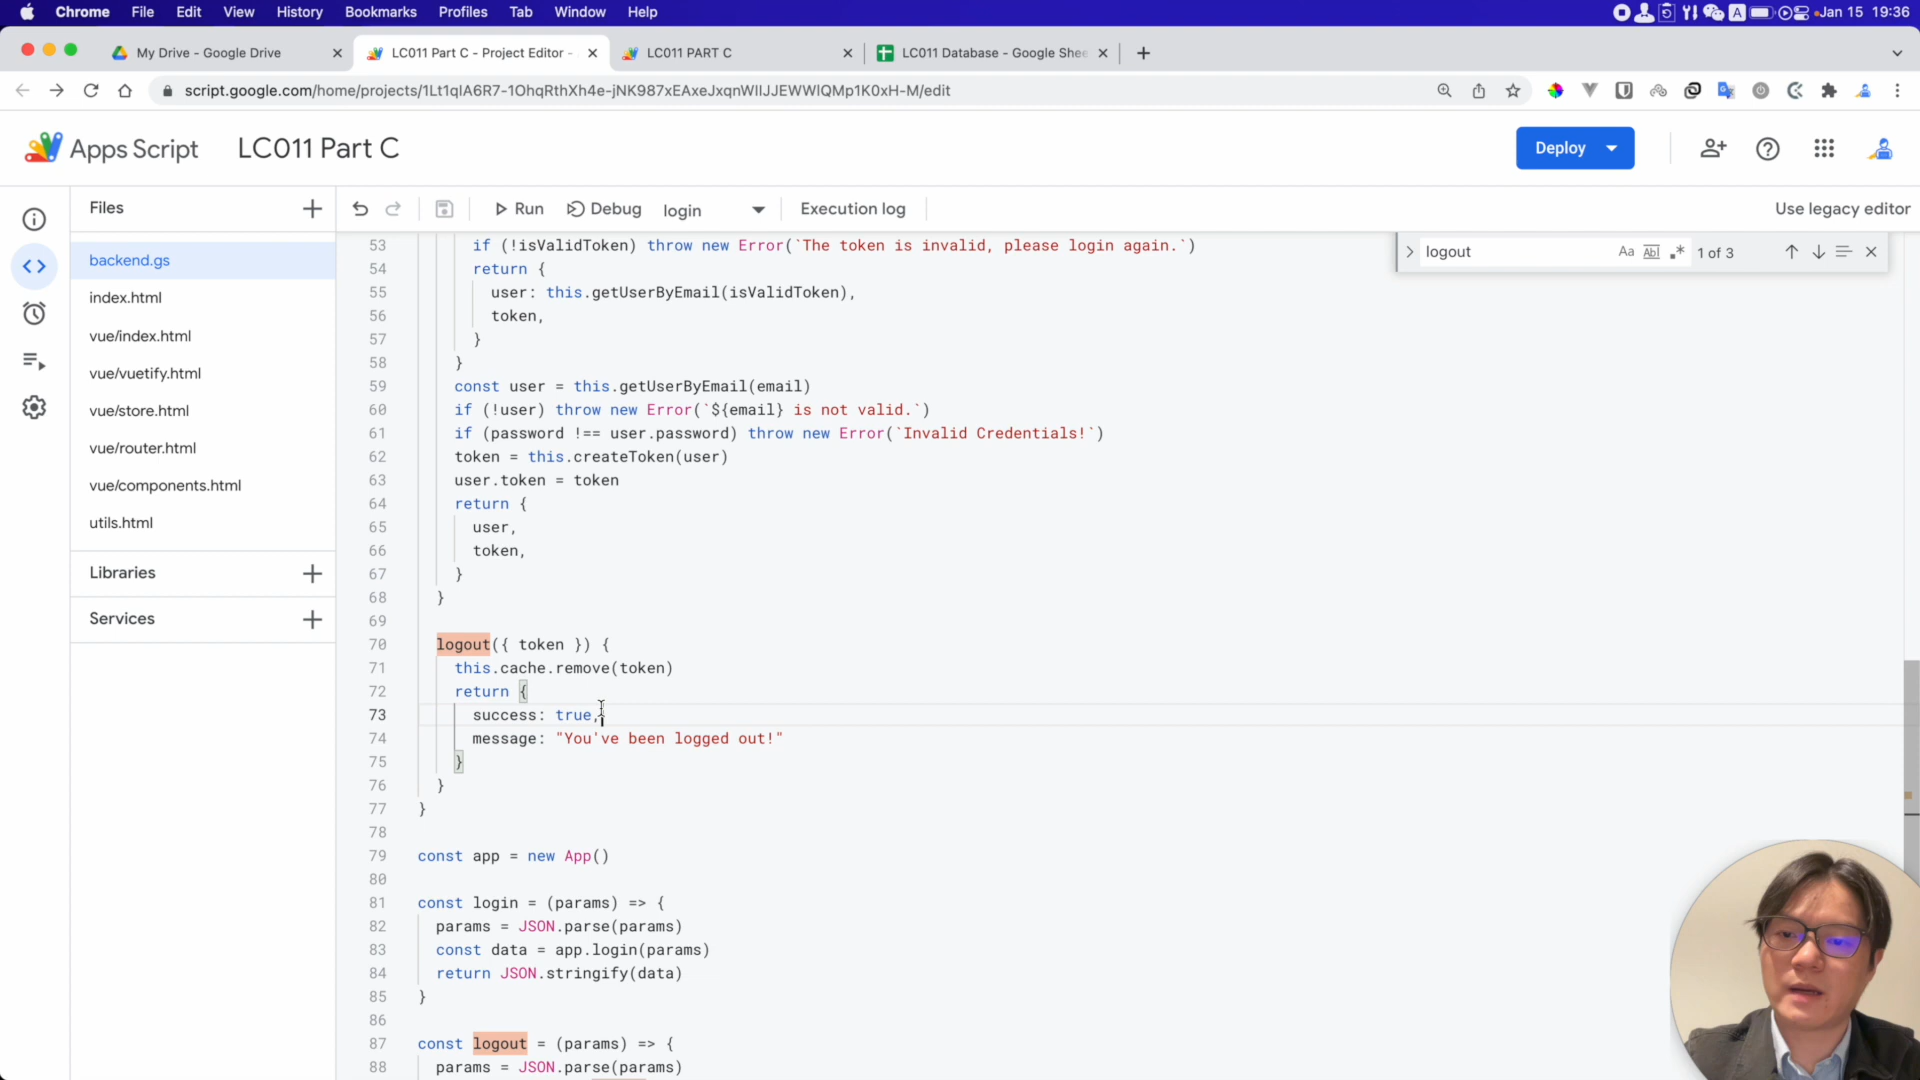 Chrome File Edit View History Bookmarks Profiles Tab Window Help A Jan 15 19:36
My Drive - Google Drive LC011 Part C - Project Editor - LC011 PART C LC011 Database - Google Shee
script.google.com/home/projects/1Lt1qIA6R7-1OhqRthXh4e-jNK987xEAxeJxqnWIIJJEWWIQMp1K0xH-M/edit
Apps Script LC011 Part C Deploy
Files Run Debug login Execution log Use legacy editor
logout Aa Abl .* 1 of 3
backend.gs
index.html
vue/index.html
vue/vuetify.html
vue/store.html
vue/router.html
vue/components.html
utils.html
Libraries
Services
53 if (!isValidToken) throw new Error(`The token is invalid, please login again.`)
54 return {
55 user: this.getUserByEmail(isValidToken),
56 token,
57 }
58 }
59 const user = this.getUserByEmail(email)
60 if (!user) throw new Error(`${email} is not valid.`)
61 if (password !== user.password) throw new Error(`Invalid Credentials!`)
62 token = this.createToken(user)
63 user.token = token
64 return {
65 user,
66 token,
67 }
68 }
69
70 logout({ token }) {
71 this.cache.remove(token)
72 return {
73 success: true,
74 message: "You've been logged out!"
75 }
76 }
77 }
78
79 const app = new App()
80
81 const login = (params) => {
82 params = JSON.parse(params)
83 const data = app.login(params)
84 return JSON.stringify(data)
85 }
86
87 const logout = (params) => {
88 params = JSON.parse(params)